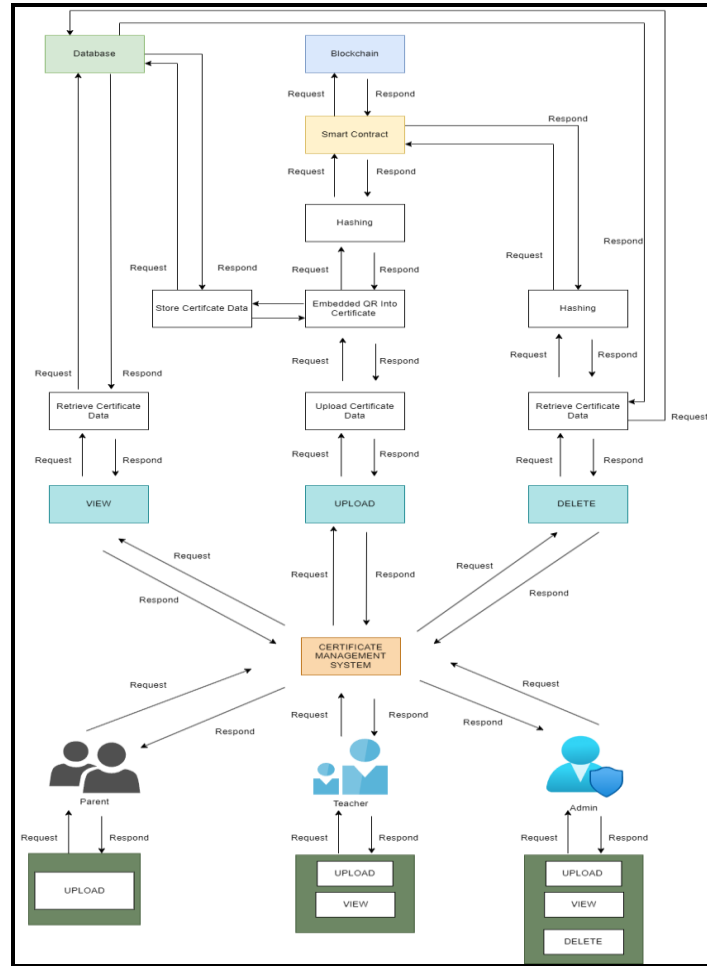 Database
Blockchain
Request
Respond
Smart Contract
Respond
Request
Respond
Hashing
Respond
Request
Respond
Request
Respond
Request
Store Certifcate Data
Embedded QR Into
Certificate
Hashing
Request
Respond
Request
Respond
Request
Respond
Retrieve Certificate
Data
Upload Certificate
Data
Retrieve Certificate
Data
Request
Request
Respond
Request
Respond
Request
Respond
VIEW
UPLOAD
DELETE
Request
Request
Request
Respond
Respond
Respond
CERTIFICATE
MANAGEMENT
SYSTEM
Request
Request
Respond
Request
Respond
Respond
Parent
Teacher
Admin
Request
Respond
Request
Respond
Request
Respond
UPLOAD
UPLOAD
VIEW
UPLOAD
VIEW
DELETE